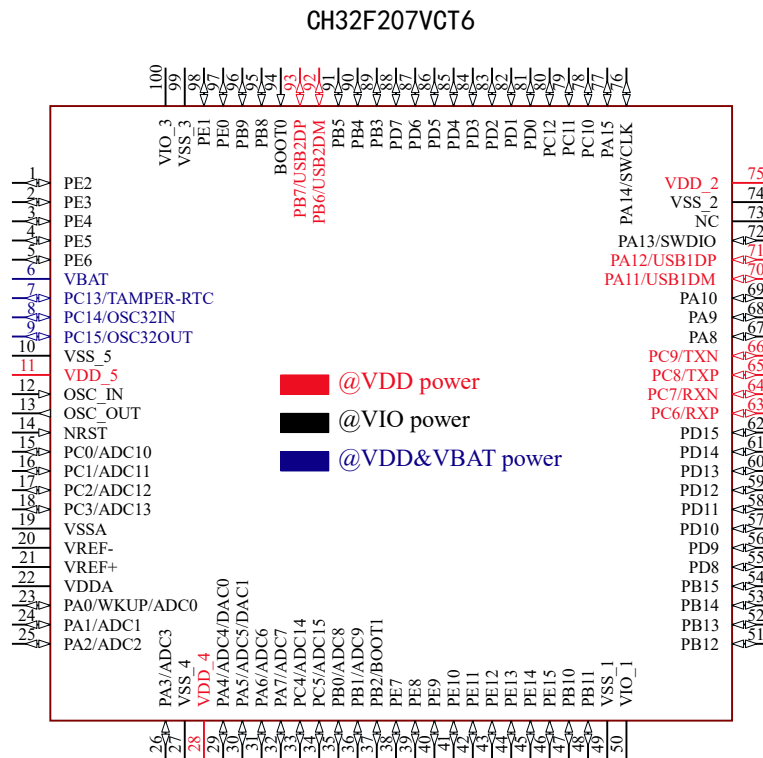 CH32F207VCT6
100 99 98 97 96 95 94 93 92 91 90 89 88 87 86 85 84 83 82 81 80 79 78 77 76
VIO_3
VSS_3
PE1
PE0
PB9
PB8
BOOT0
PB7/USB2DP
PB6/USB2DM
PB5
PB4
PB3
PD7
PD6
PD5
PD4
PD3
PD2
PD1
PD0
PC12
PC11
PC10
PA15
PA14/SWCLK
1 PE2
2 PE3
3 PE4
4 PE5
5 PE6
6 VBAT
7 PC13/TAMPER-RTC
8 PC14/OSC32IN
9 PC15/OSC32OUT
10 VSS_5
11 VDD_5
12 OSC_IN
13 OSC_OUT
14 NRST
15 PC0/ADC10
16 PC1/ADC11
17 PC2/ADC12
18 PC3/ADC13
19 VSSA
20 VREF-
21 VREF+
22 VDDA
23 PA0/WKUP/ADC0
24 PA1/ADC1
25 PA2/ADC2
@VDD power
@VIO power
@VDD&VBAT power
VDD_2 75
VSS_2 74
NC 73
PA13/SWDIO 72
PA12/USB1DP 71
PA11/USB1DM 70
PA10 69
PA9 68
PA8 67
PC9/TXN 66
PC8/TXP 65
PC7/RXN 64
PC6/RXP 63
PD15 62
PD14 61
PD13 60
PD12 59
PD11 58
PD10 57
PD9 56
PD8 55
PB15 54
PB14 53
PB13 52
PB12 51
PA3/ADC3
VSS_4
VDD_4
PA4/ADC4/DAC0
PA5/ADC5/DAC1
PA6/ADC6
PA7/ADC7
PC4/ADC14
PC5/ADC15
PB0/ADC8
PB1/ADC9
PB2/BOOT1
PE7
PE8
PE9
PE10
PE11
PE12
PE13
PE14
PE15
PB10
PB11
VSS_1
VIO_1
26 27 28 29 30 31 32 33 34 35 36 37 38 39 40 41 42 43 44 45 46 47 48 49 50